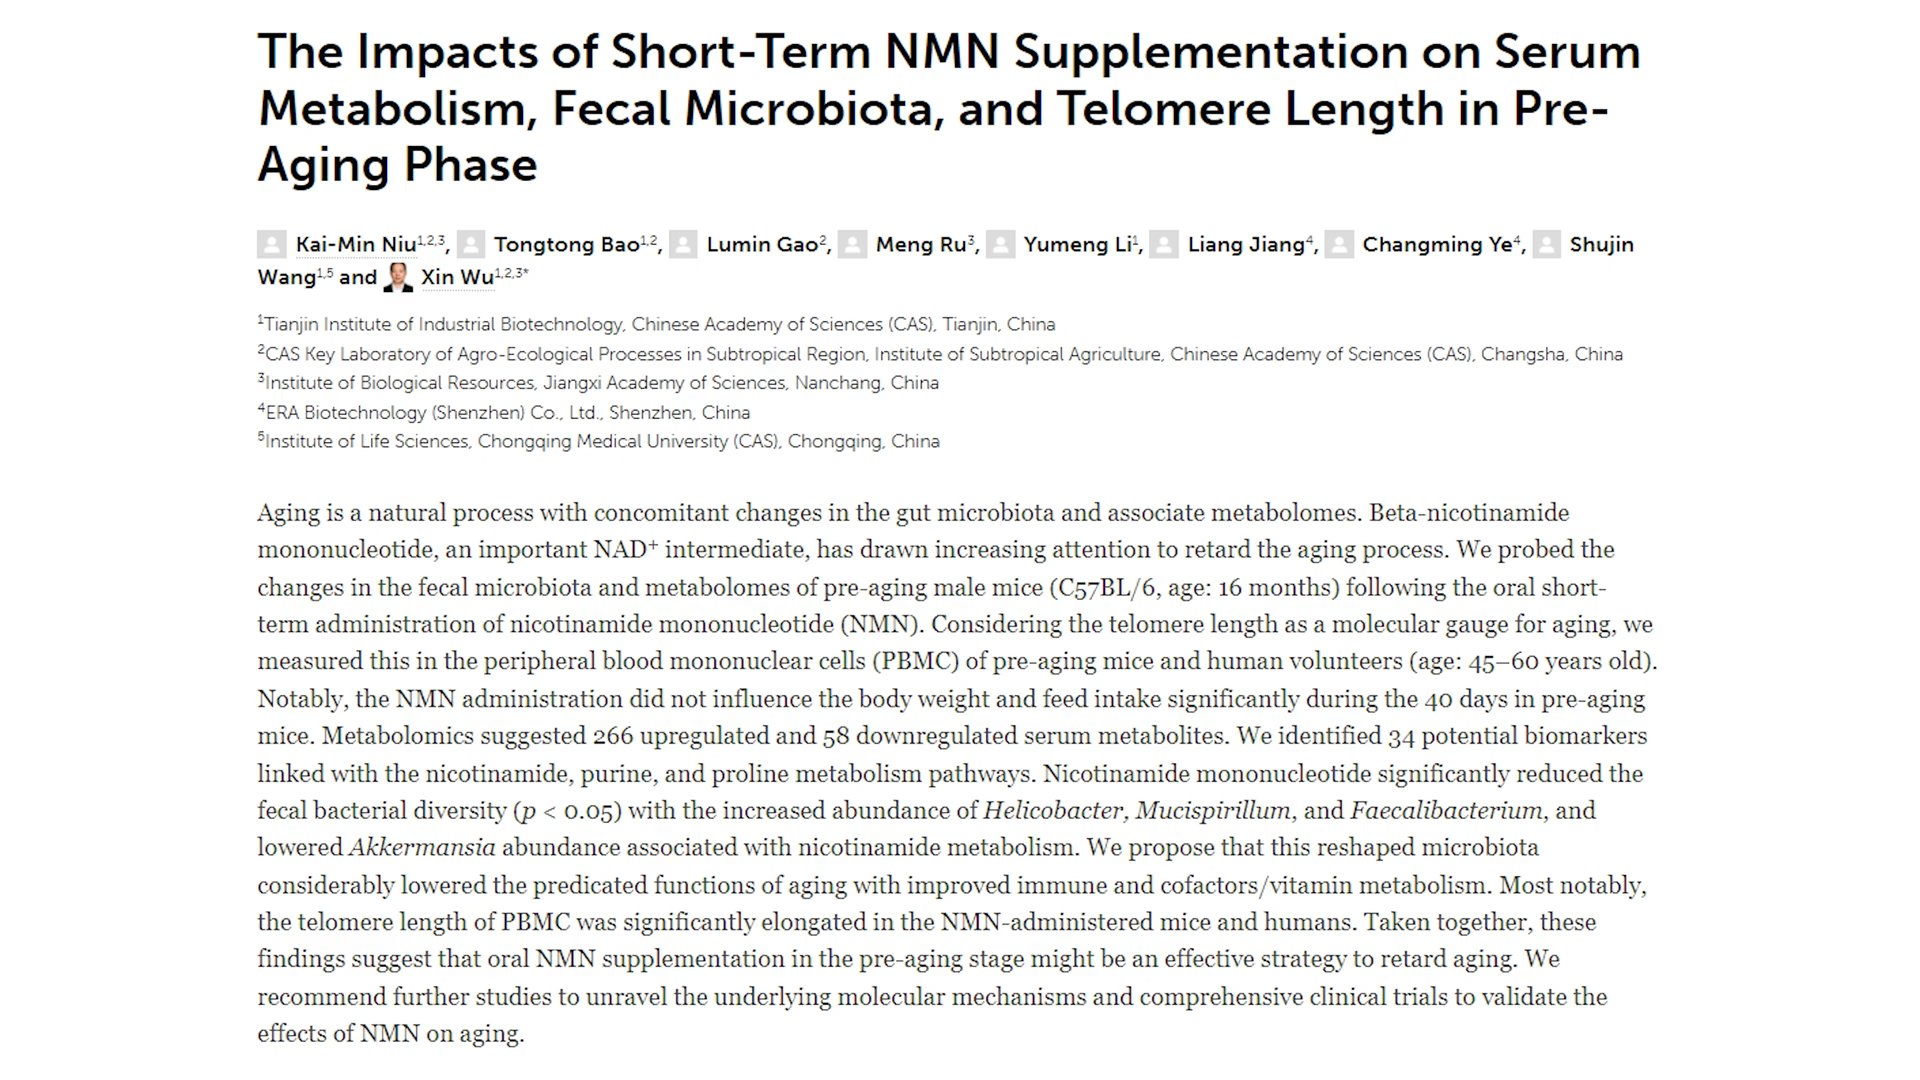 The Impacts of Short-Term NMN Supplementation on Serum
Metabolism, Fecal Microbiota, and Telomere Length in Pre-
Aging Phase
Kai-Min Niu1,2,3, Tongtong Bao1,2, Lumin Gao2, Meng Ru3, Yumeng Li1, Liang Jiang4, Changming Ye4, Shujin
Wang1,5 and Xin Wu1,2,3*
1Tianjin Institute of Industrial Biotechnology, Chinese Academy of Sciences (CAS), Tianjin, China
2CAS Key Laboratory of Agro-Ecological Processes in Subtropical Region, Institute of Subtropical Agriculture, Chinese Academy of Sciences (CAS), Changsha, China
3Institute of Biological Resources, Jiangxi Academy of Sciences, Nanchang, China
4ERA Biotechnology (Shenzhen) Co., Ltd., Shenzhen, China
5Institute of Life Sciences, Chongqing Medical University (CAS), Chongqing, China
Aging is a natural process with concomitant changes in the gut microbiota and associate metabolomes. Beta-nicotinamide
mononucleotide, an important NAD+ intermediate, has drawn increasing attention to retard the aging process. We probed the
changes in the fecal microbiota and metabolomes of pre-aging male mice (C57BL/6, age: 16 months) following the oral short-
term administration of nicotinamide mononucleotide (NMN). Considering the telomere length as a molecular gauge for aging, we
measured this in the peripheral blood mononuclear cells (PBMC) of pre-aging mice and human volunteers (age: 45–60 years old).
Notably, the NMN administration did not influence the body weight and feed intake significantly during the 40 days in pre-aging
mice. Metabolomics suggested 266 upregulated and 58 downregulated serum metabolites. We identified 34 potential biomarkers
linked with the nicotinamide, purine, and proline metabolism pathways. Nicotinamide mononucleotide significantly reduced the
fecal bacterial diversity (p < 0.05) with the increased abundance of Helicobacter, Mucispirillum, and Faecalibacterium, and
lowered Akkermansia abundance associated with nicotinamide metabolism. We propose that this reshaped microbiota
considerably lowered the predicated functions of aging with improved immune and cofactors/vitamin metabolism. Most notably,
the telomere length of PBMC was significantly elongated in the NMN-administered mice and humans. Taken together, these
findings suggest that oral NMN supplementation in the pre-aging stage might be an effective strategy to retard aging. We
recommend further studies to unravel the underlying molecular mechanisms and comprehensive clinical trials to validate the
effects of NMN on aging.